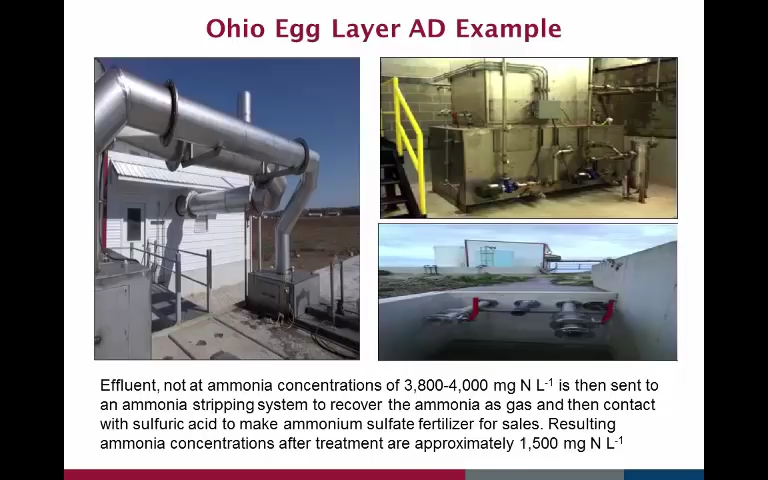 Ohio Egg Layer AD Example
Effluent, not at ammonia concentrations of 3,800-4,000 mg N L⁻¹ is then sent to
an ammonia stripping system to recover the ammonia as gas and then contact
with sulfuric acid to make ammonium sulfate fertilizer for sales. Resulting
ammonia concentrations after treatment are approximately 1,500 mg N L⁻¹